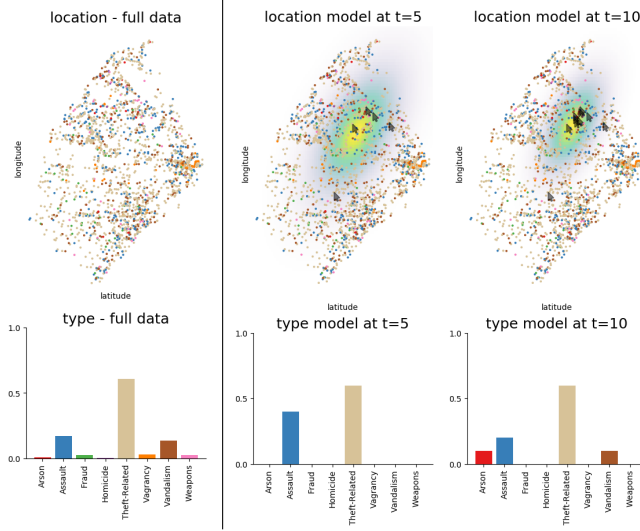 location - full data
location model at t=5
location model at t=10
longitude
longitude
longitude
latitude
latitude
latitude
type - full data
type model at t=5
type model at t=10
1.0
0.5
0.0
Arson
Assault
Fraud
Homicide
Theft-Related
Vagrancy
Vandalism
Weapons
1.0
0.5
0.0
Arson
Assault
Fraud
Homicide
Theft-Related
Vagrancy
Vandalism
Weapons
1.0
0.5
0.0
Arson
Assault
Fraud
Homicide
Theft-Related
Vagrancy
Vandalism
Weapons